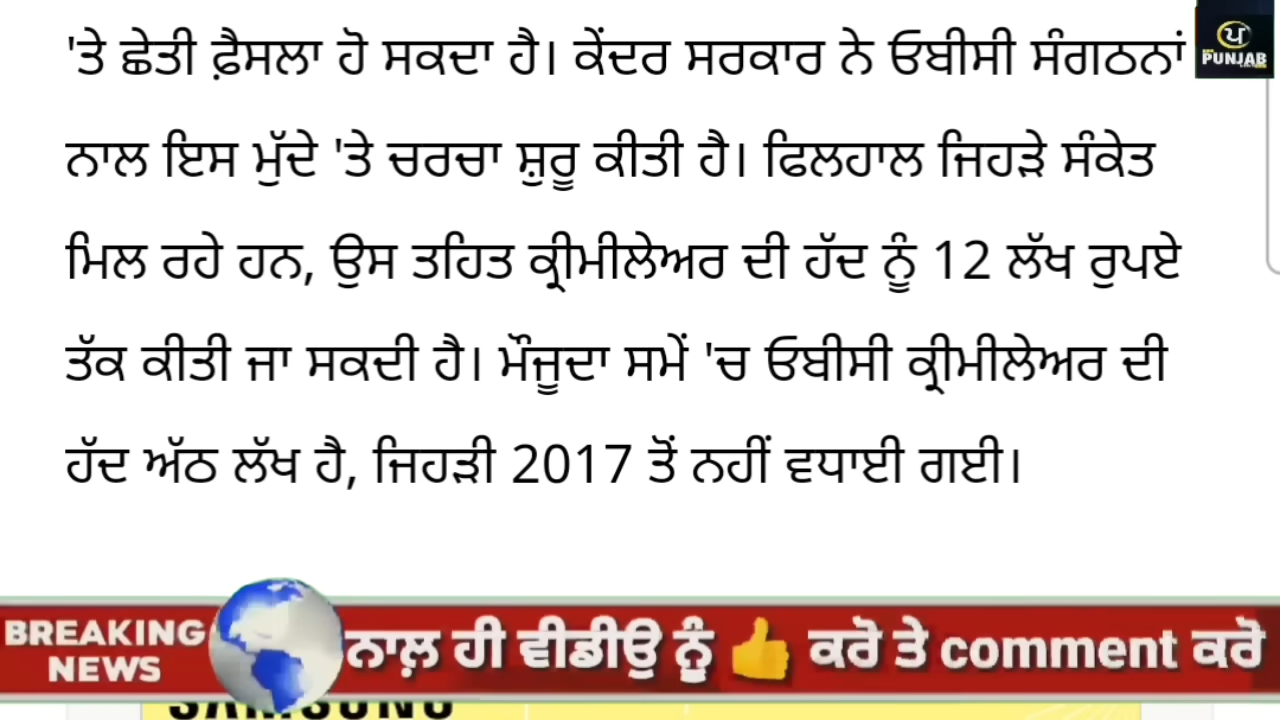 'ਤੇ ਛੇਤੀ ਫ਼ੈਸਲਾ ਹੋ ਸਕਦਾ ਹੈ। ਕੇਂਦਰ ਸਰਕਾਰ ਨੇ ਓਬੀਸੀ ਸੰਗਠਨਾਂ
ਪ
PUNJAB
ਨਾਲ ਇਸ ਮੁੱਦੇ 'ਤੇ ਚਰਚਾ ਸ਼ੁਰੂ ਕੀਤੀ ਹੈ। ਫਿਲਹਾਲ ਜਿਹੜੇ ਸੰਕੇਤ
ਮਿਲ ਰਹੇ ਹਨ, ਉਸ ਤਹਿਤ ਕ੍ਰੀਮੀਲੇਅਰ ਦੀ ਹੱਦ ਨੂੰ 12 ਲੱਖ ਰੁਪਏ
ਤੱਕ ਕੀਤੀ ਜਾ ਸਕਦੀ ਹੈ। ਮੌਜੂਦਾ ਸਮੇਂ 'ਚ ਓਬੀਸੀ ਕ੍ਰੀਮੀਲੇਅਰ ਦੀ
ਹੱਦ ਅੱਠ ਲੱਖ ਹੈ, ਜਿਹੜੀ 2017 ਤੋਂ ਨਹੀਂ ਵਧਾਈ ਗਈ।
BREAKING
NEWS
ਨਾਲ਼ ਹੀ ਵੀਡੀਉ ਨੂੰ 👍 ਕਰੋ ਤੇ comment ਕਰੋ
SAMSUNG